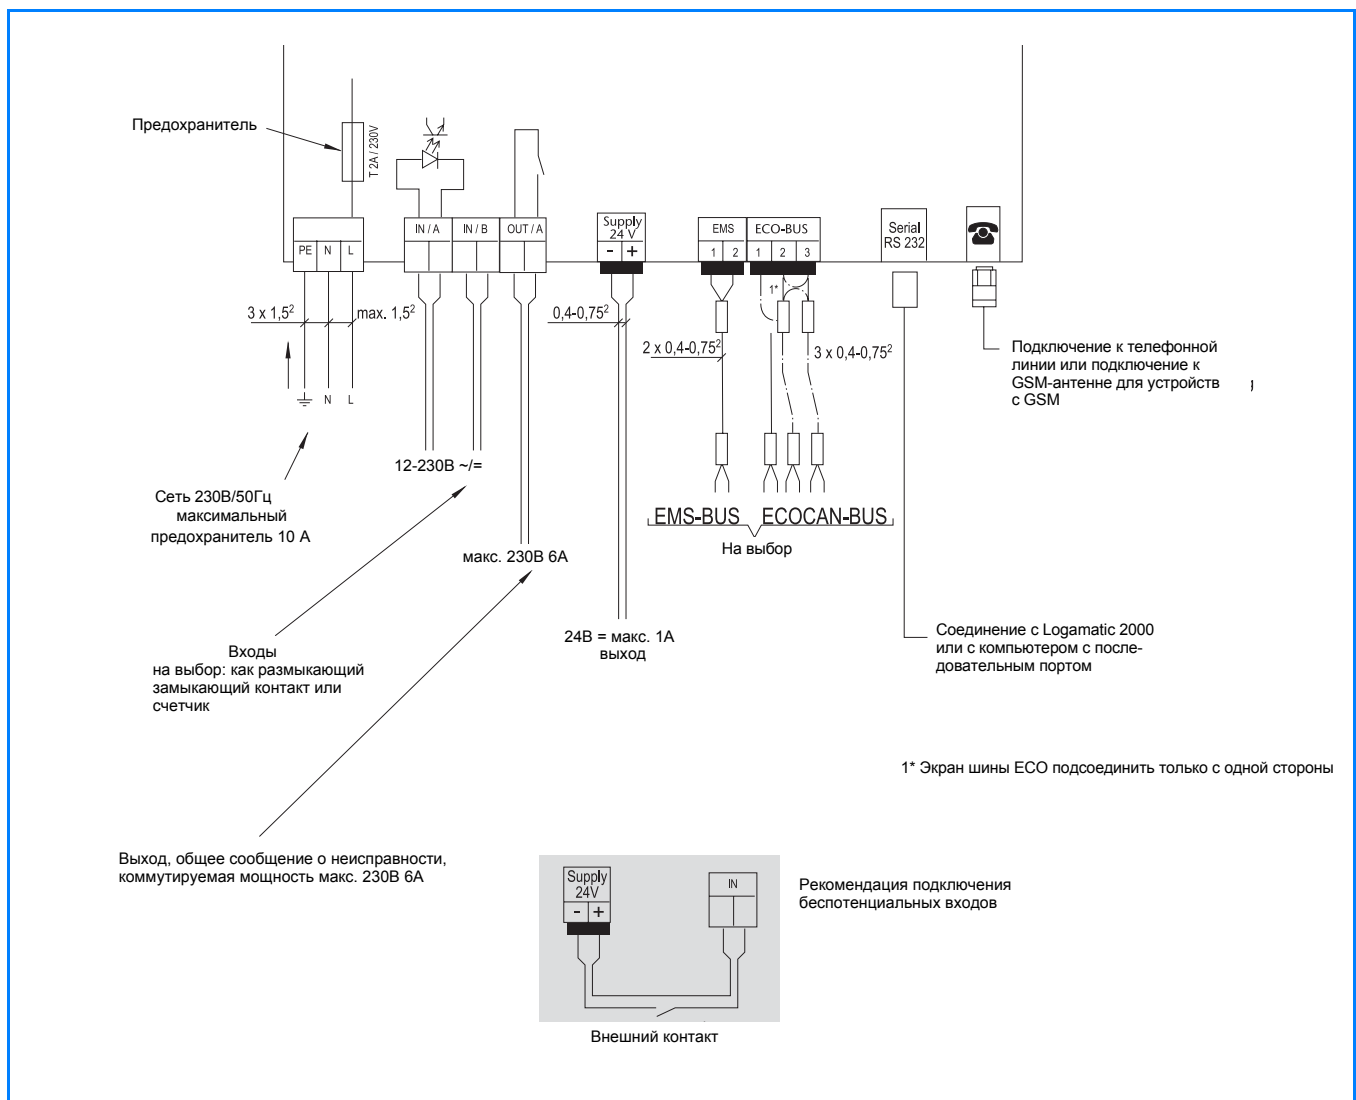 Предохранитель
T 2A / 230V
PE N L
IN / A
IN / B
OUT / A
Supply
24 V
- +
EMS
1 2
ECO-BUS
1 2 3
Serial
RS 232
1*
3 x 1,5²
max. 1,5²
0,4-0,75²
2 x 0,4-0,75²
3 x 0,4-0,75²
N L
Подключение к телефонной
линии или подключение к
GSM-антенне для устройств
с GSM
12-230В ~/=
Сеть 230В/50Гц
максимальный
предохранитель 10 А
EMS-BUS ECOCAN-BUS
На выбор
макс. 230В 6А
24В = макс. 1А
выход
Соединение с Logamatic 2000
или с компьютером с после-
довательным портом
Входы
на выбор: как размыкающий
замыкающий контакт или
счетчик
1* Экран шины ECO подсоединить только с одной стороны
Выход, общее сообщение о неисправности,
коммутируемая мощность макс. 230В 6А
Supply
24V
- +
IN
Рекомендация подключения
беспотенциальных входов
Внешний контакт